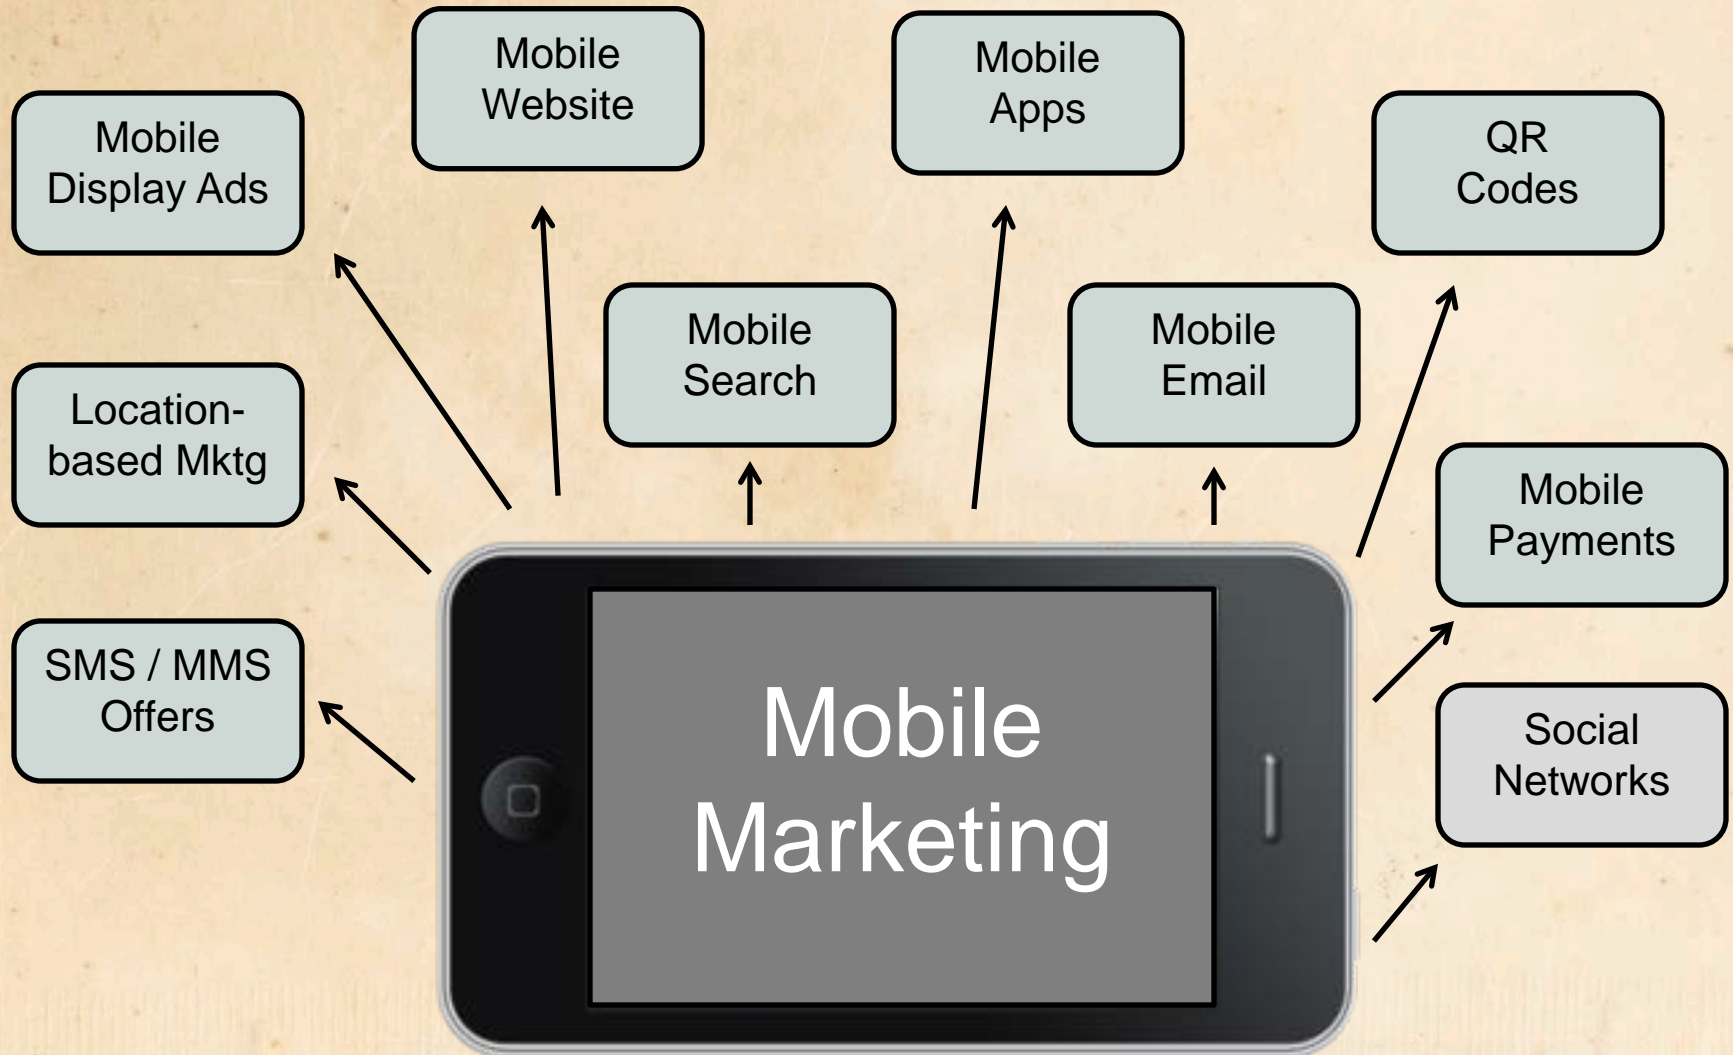 Mobile
Website
Mobile
Apps
Mobile
Display Ads
QR
Codes
Mobile
Search
Mobile
Email
Location-
based Mktg
Mobile
Payments
SMS / MMS
Offers
Social
Networks
Mobile
Marketing